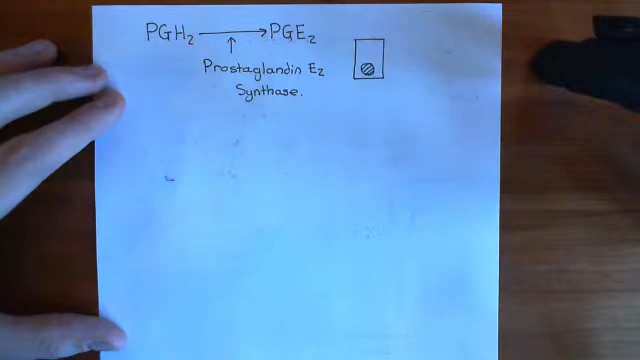 PGH₂ → PGE₂
↑
Prostaglandin E₂
Synthase.